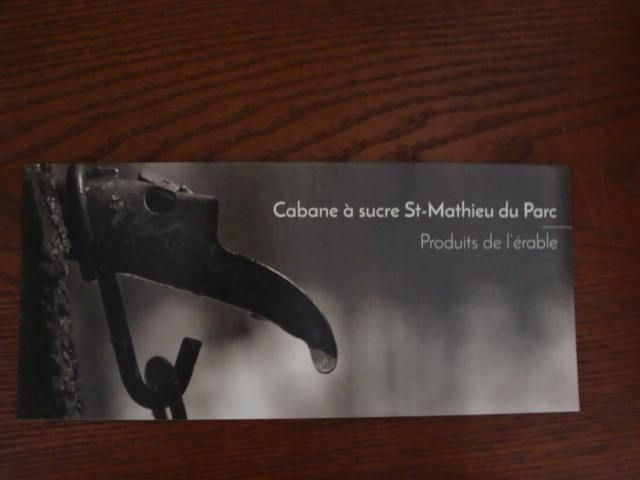 Cabane à sucre St-Mathieu du Parc
Produits de l'érable